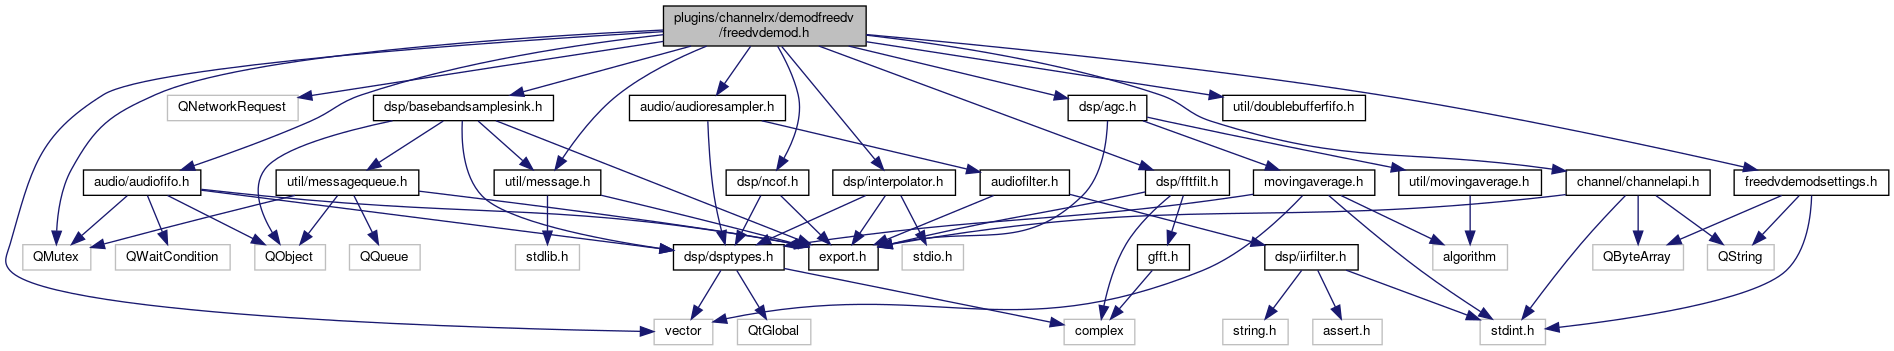 plugins/channelrx/demodfreedv
/freedvdemod.h
QNetworkRequest
dsp/basebandsamplesink.h
audio/audioresampler.h
dsp/agc.h
util/doublebufferfifo.h
audio/audiofifo.h
util/messagequeue.h
util/message.h
dsp/ncof.h
dsp/interpolator.h
audiofilter.h
dsp/fftfilt.h
movingaverage.h
util/movingaverage.h
channel/channelapi.h
freedvdemodsettings.h
QMutex
QWaitCondition
QObject
QQueue
stdlib.h
dsp/dsptypes.h
export.h
stdio.h
gfft.h
dsp/iirfilter.h
algorithm
QByteArray
QString
vector
QtGlobal
complex
string.h
assert.h
stdint.h